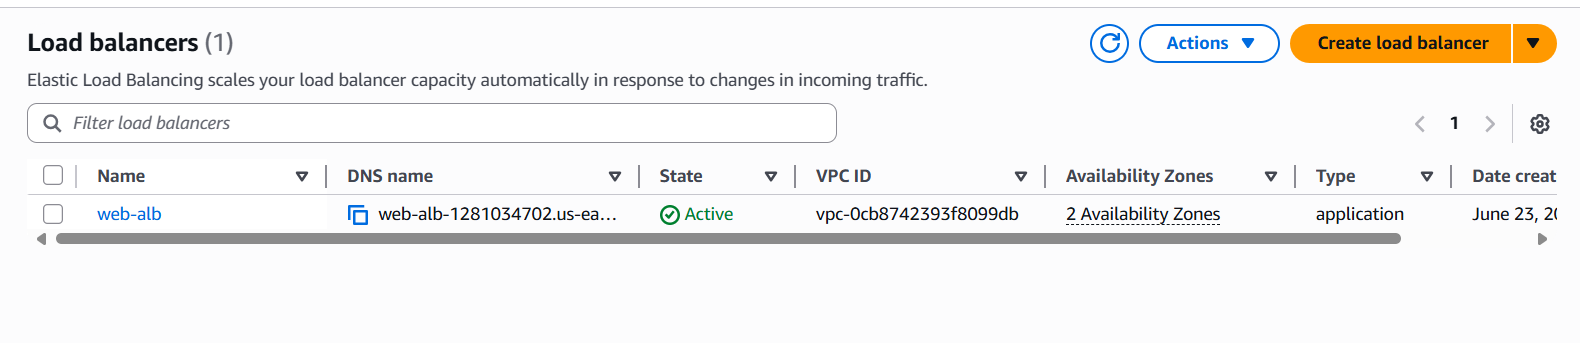 Load balancers (1)
Actions
Create load balancer
Elastic Load Balancing scales your load balancer capacity automatically in response to changes in incoming traffic.
Filter load balancers
1
Name DNS name State VPC ID Availability Zones Type Date creat
web-alb web-alb-1281034702.us-ea... Active vpc-0cb8742393f8099db 2 Availability Zones application June 23, 20